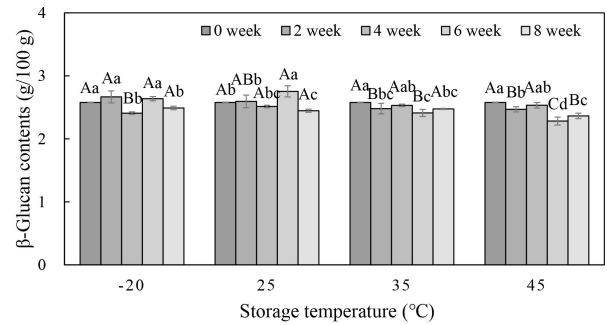 0 week 2 week 4 week 6 week 8 week
β-Glucan contents (g/100 g)
4
3
2
1
0
Aa Aa Bb Aa Ab
Ab ABb Abc Aa Ac
Aa Bbc Aab Bc Abc
Aa Bb Aab Cd Bc
-20 25 35 45
Storage temperature (℃)